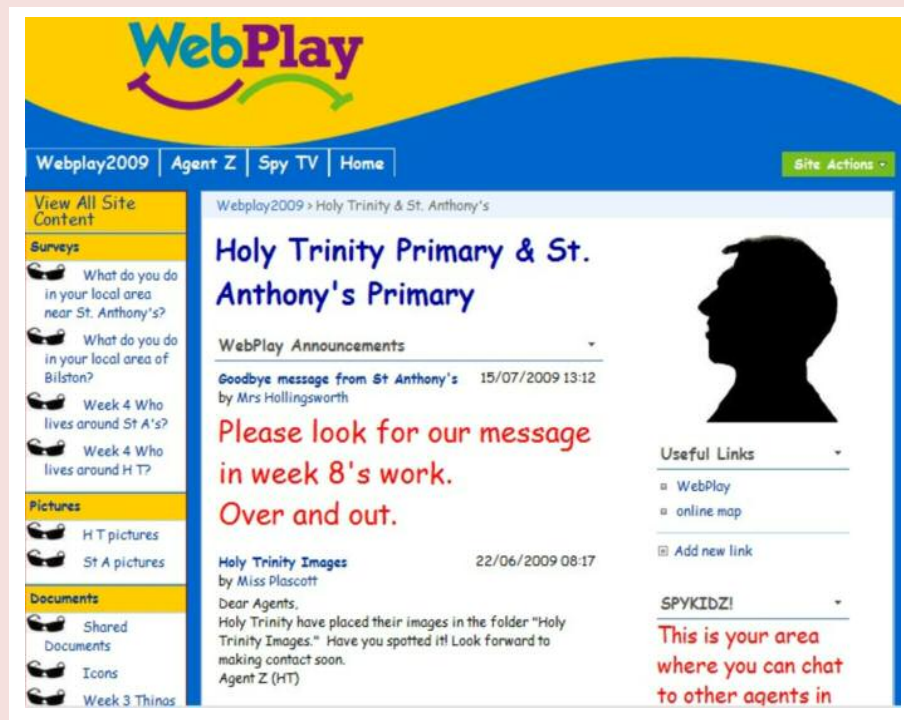 WebPlay
Webplay2009
Agent Z
Spy TV
Home
Site Actions
View All Site
Content
Surveys
What do you do
in your local area
near St. Anthony's?
What do you do
in your local area of
Bilston?
Week 4 Who
lives around St A's?
Week 4 Who
lives around H T?
Pictures
H T pictures
St A pictures
Documents
Shared
Documents
Icons
Week 3 Things
Webplay2009 > Holy Trinity & St. Anthony's
Holy Trinity Primary & St.
Anthony's Primary
WebPlay Announcements
Goodbye message from St Anthony's 15/07/2009 13:12
by Mrs Hollingsworth
Please look for our message
in week 8's work.
Over and out.
Holy Trinity Images 22/06/2009 08:17
by Miss Plascott
Dear Agents,
Holy Trinity have placed their images in the folder "Holy
Trinity Images." Have you spotted it! Look forward to
making contact soon.
Agent Z (HT)
Useful Links
WebPlay
online map
Add new link
SPYKIDZ!
This is your area
where you can chat
to other agents in